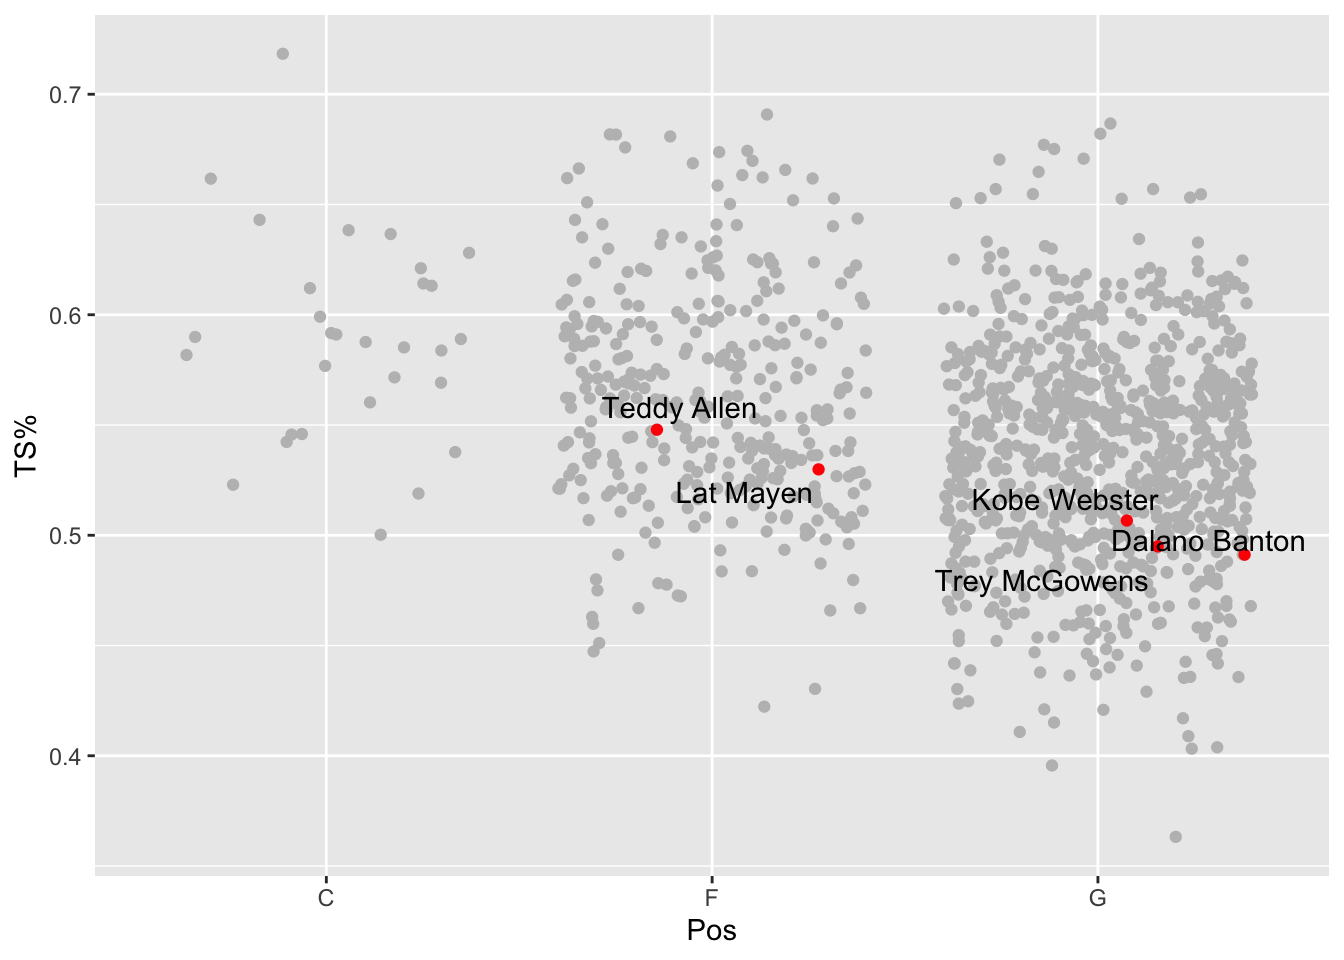 0.7
0.6
0.5
0.4
TS%
Teddy Allen
Lat Mayen
Kobe Webster
Dalano Banton
Trey McGowens
C
F
G
Pos